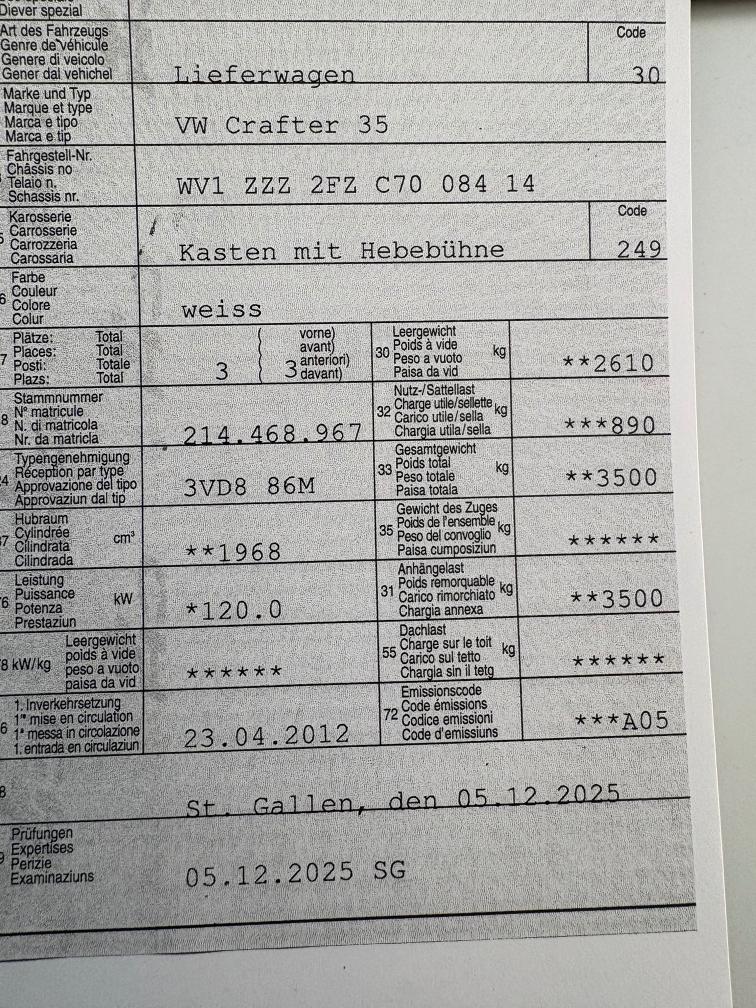 Diever spezial
Art des Fahrzeugs
Genre de véhicule
Genere di veicolo
Gener dal vehichel
Lieferwagen
Code
30
Marke und Typ
Marque et type
Marca e tipo
Marca e tip
VW Crafter 35
Fahrgestell-Nr.
Châssis no
Telaio n.
Schassis nr.
WV1 ZZZ 2FZ C70 084 14
Karosserie
Carrosserie
Carrozzeria
Carossaria
Kasten mit Hebebühne
Code
249
Farbe
Couleur
Colore
Colur
weiss
Plätze: Total
Places: Total
Posti: Totale
Plazs: Total
3
3
vorne)
avant)
anteriori)
davant)
30
Leergewicht
Poids à vide
Peso a vuoto
Paisa da vid
kg
**2610
Stammnummer
N° matricule
N. di matricola
Nr. da matricla
214.468.967
32
Nutz-/Sattellast
Charge utile/sellette
Carico utile/sella
Chargia utila/sella
kg
***890
Typengenehmigung
Réception par type
Approvazione del tipo
Approvaziun dal tip
3VD8 86M
33
Gesamtgewicht
Poids total
Peso totale
Paisa totala
kg
**3500
Hubraum
Cylindrée
Cilindrata
Cilindrada
cm³
**1968
35
Gewicht des Zuges
Poids de l'ensemble
Peso del convoglio
Paisa cumposiziun
kg
******
Leistung
Puissance
Potenza
Prestaziun
kW
*120.0
31
Anhängelast
Poids remorquable
Carico rimorchiato
Chargia annexa
kg
**3500
kW/kg
Leergewicht
poids à vide
peso a vuoto
paisa da vid
******
55
Dachlast
Charge sur le toit
Carico sul tetto
Chargia sin il tetg
kg
******
1. Inverkehrsetzung
1re mise en circulation
1a messa in circolazione
1. entrada en circulaziun
23.04.2012
72
Emissionscode
Code émissions
Codice emissioni
Code d'emissiuns
***A05
St. Gallen, den 05.12.2025
Prüfungen
Expertises
Perizie
Examinaziuns
05.12.2025 SG